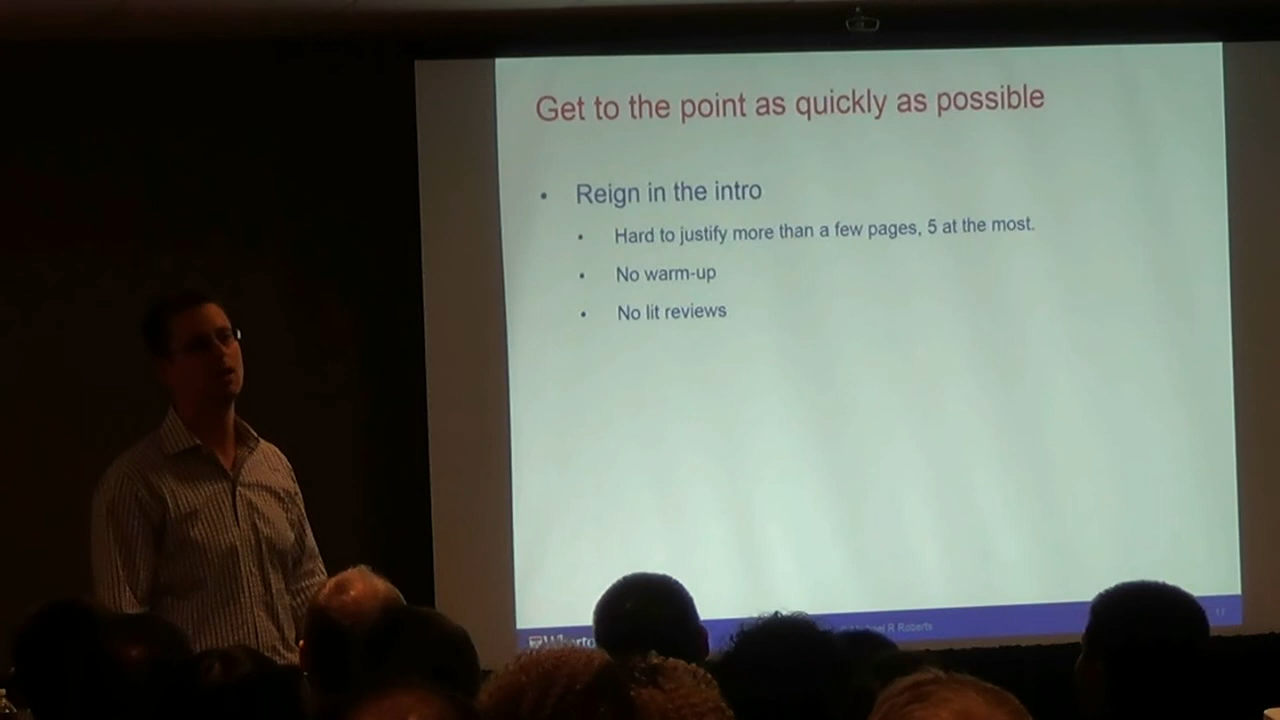 Get to the point as quickly as possible
• Reign in the intro
• Hard to justify more than a few pages, 5 at the most.
• No warm-up
• No lit reviews
R Roberts